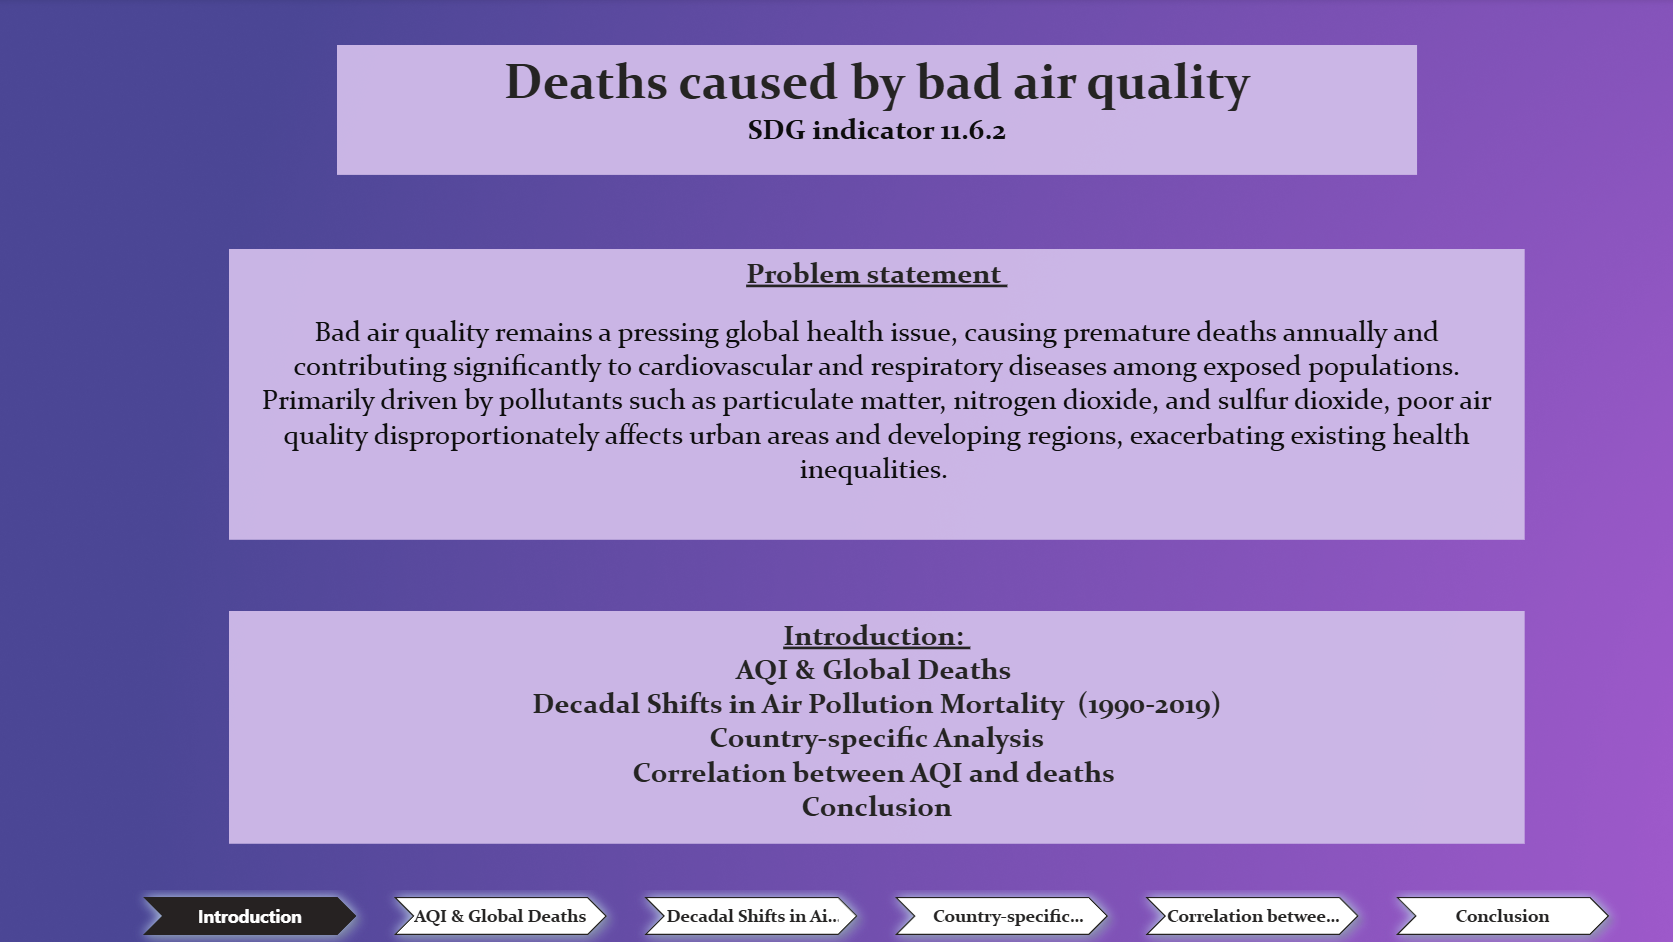 Deaths caused by bad air quality
SDG indicator 11.6.2
Problem statement
Bad air quality remains a pressing global health issue, causing premature deaths annually and
contributing significantly to cardiovascular and respiratory diseases among exposed populations.
Primarily driven by pollutants such as particulate matter, nitrogen dioxide, and sulfur dioxide, poor air
quality disproportionately affects urban areas and developing regions, exacerbating existing health
inequalities.
Introduction:
AQI & Global Deaths
Decadal Shifts in Air Pollution Mortality (1990-2019)
Country-specific Analysis
Correlation between AQI and deaths
Conclusion
Introduction
AQI & Global Deaths
Decadal Shifts in Ai...
Country-specific...
Correlation betwee...
Conclusion